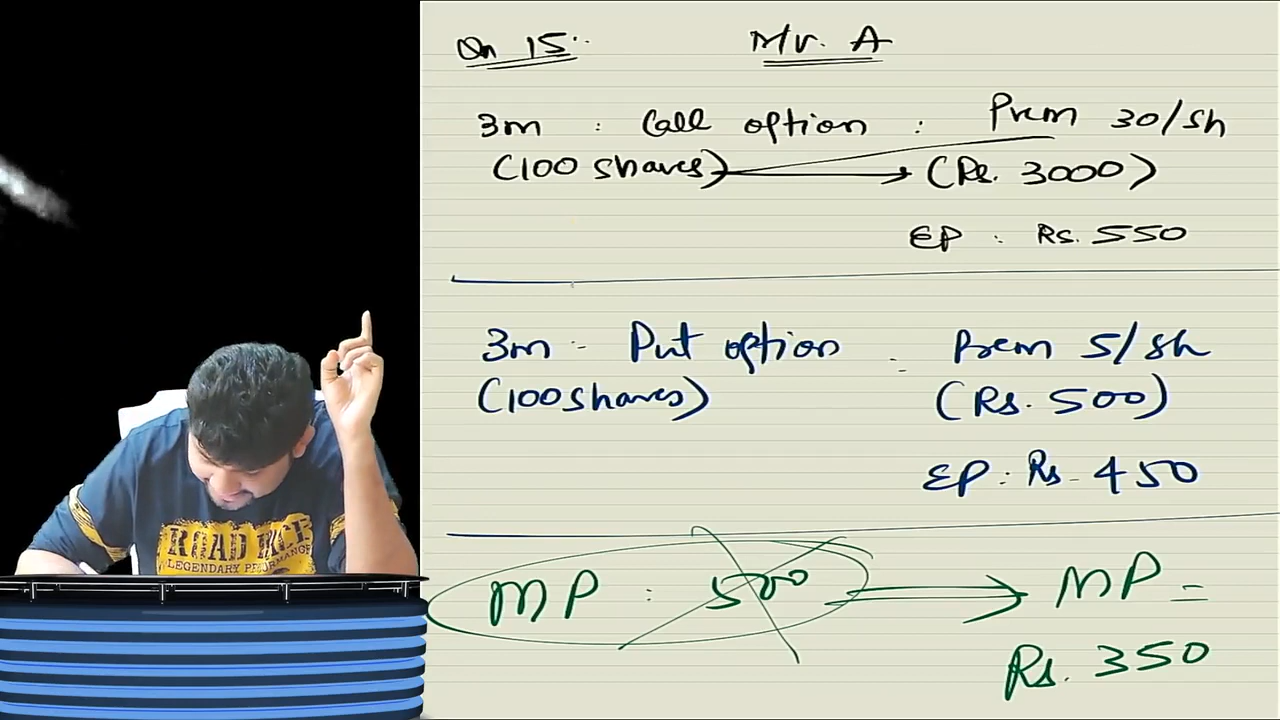 On 15:. Mr. A
3m : Call option : Prem 30/sh
(100 shares) (Rs. 3000)
EP : Rs. 550
3m - Put option - Prem 5/sh
(100 shares) (Rs. 500)
EP : Rs - 450
MP : 500 MP =
Rs. 350
ROAD
LEGENDARY